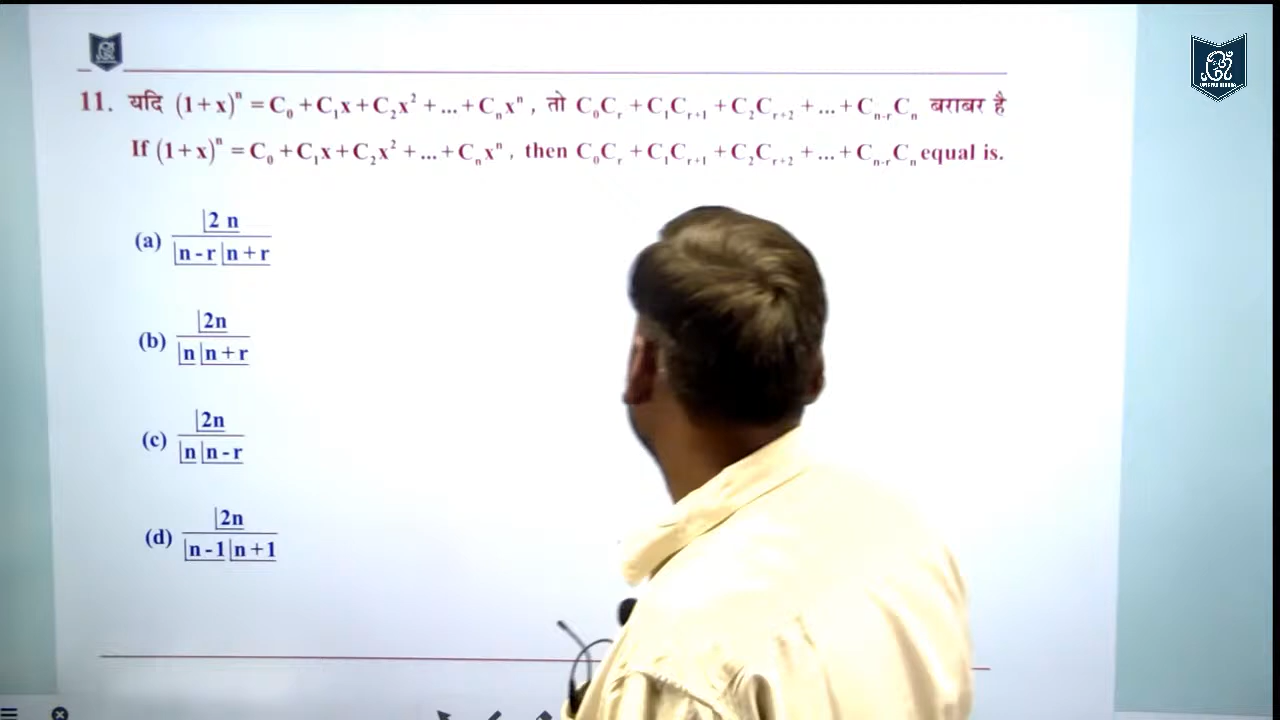 11. यदि (1+x)ⁿ = C₀ + C₁x + C₂x² + ... + Cₙxⁿ, तो C₀Cᵣ + C₁Cᵣ₊₁ + C₂Cᵣ₊₂ + ... + Cₙ₋ᵣCₙ बराबर है
If (1+x)ⁿ = C₀ + C₁x + C₂x² + ... + Cₙxⁿ, then C₀Cᵣ + C₁Cᵣ₊₁ + C₂Cᵣ₊₂ + ... + Cₙ₋ᵣCₙ equal is.
(a) |2 n / |n - r |n + r
(b) |2n / |n |n + r
(c) |2n / |n |n - r
(d) |2n / |n - 1 |n + 1